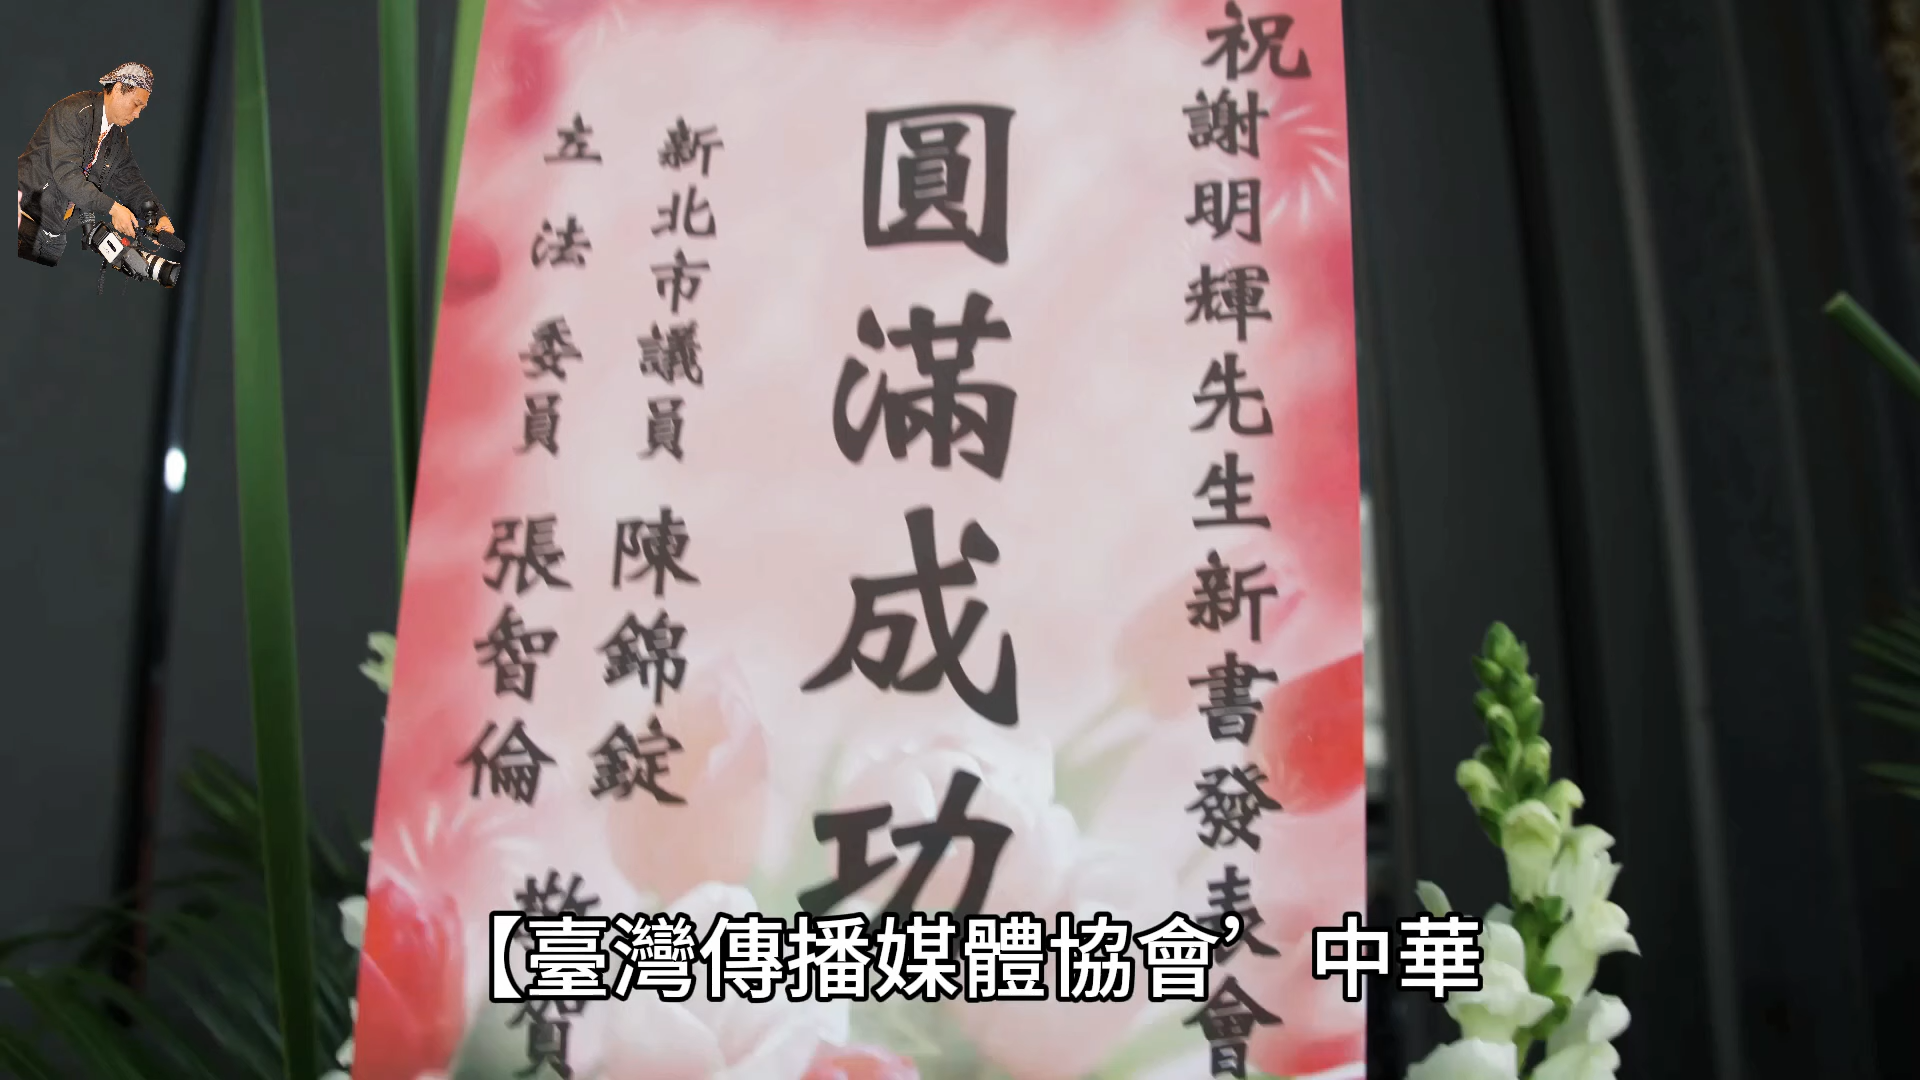 祝謝明輝先生新書發表會
圓滿成功
新北市議員 陳錦錠
立法委員 張智倫
敬賀
【臺灣傳播媒體協會’ 中華